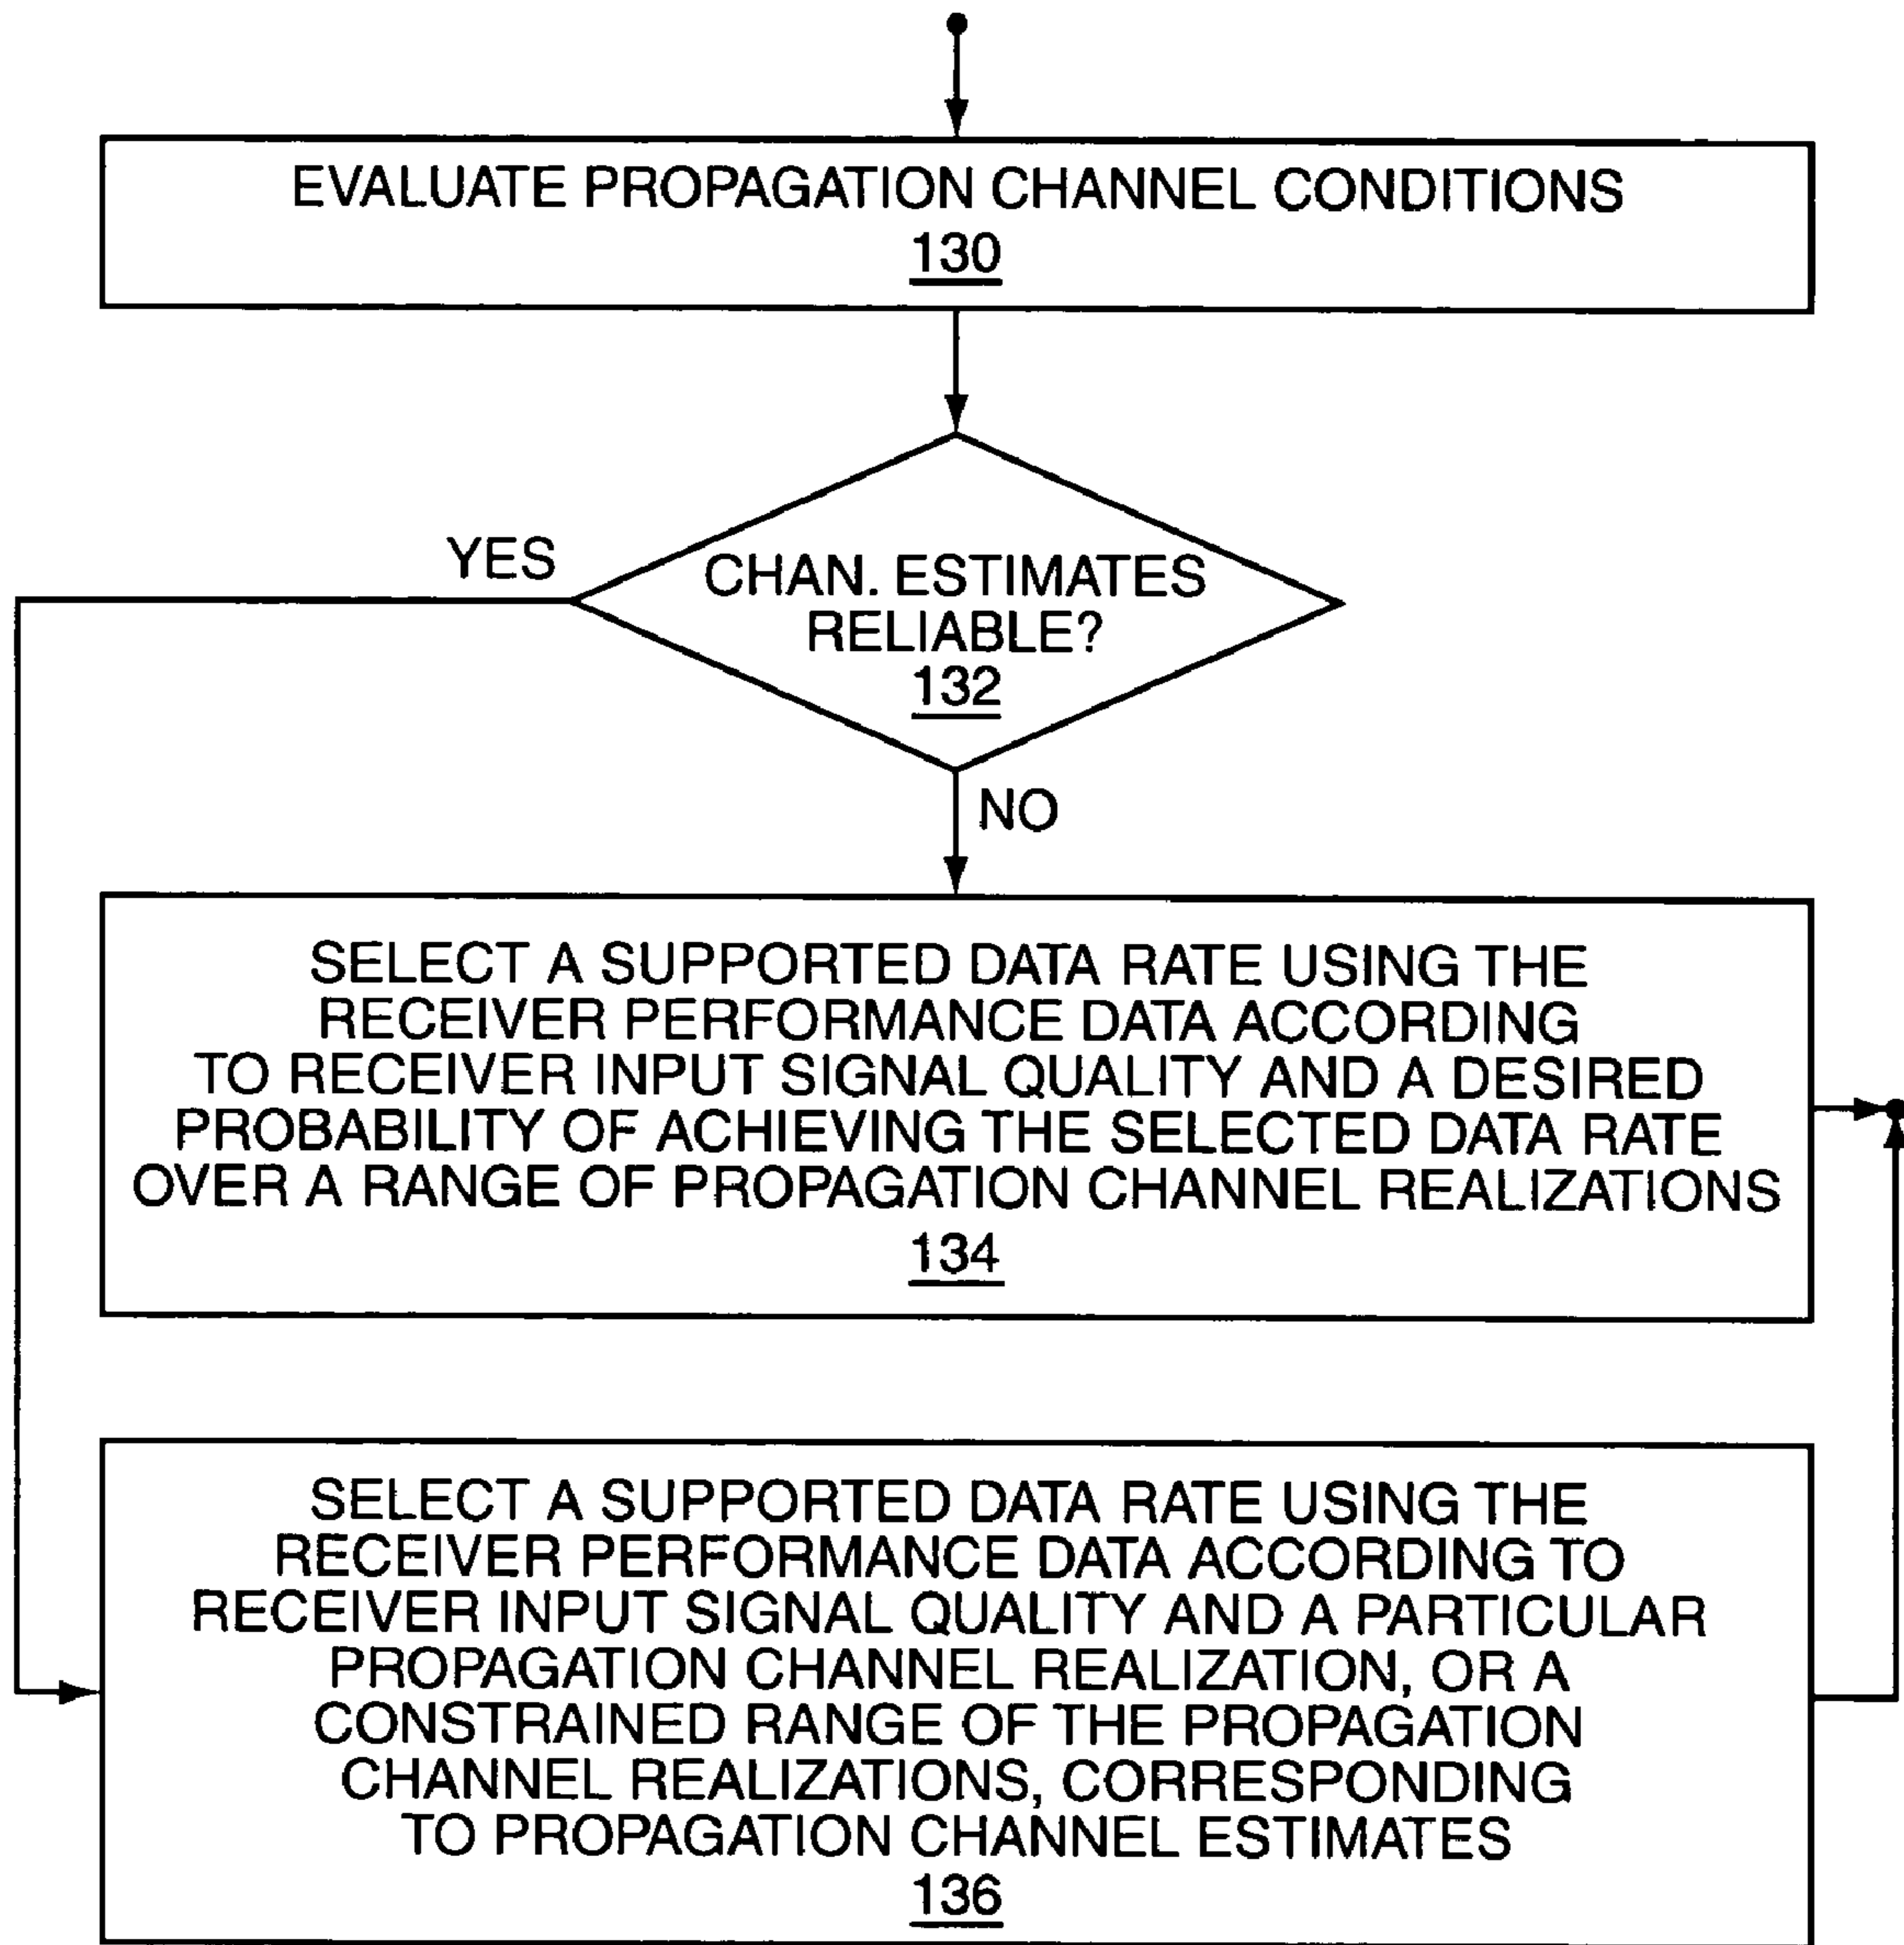 EVALUATE PROPAGATION CHANNEL CONDITIONS
130
YES
CHAN. ESTIMATES
RELIABLE?
132
NO
SELECT A SUPPORTED DATA RATE USING THE
RECEIVER PERFORMANCE DATA ACCORDING
TO RECEIVER INPUT SIGNAL QUALITY AND A DESIRED
PROBABILITY OF ACHIEVING THE SELECTED DATA RATE
OVER A RANGE OF PROPAGATION CHANNEL REALIZATIONS
134
SELECT A SUPPORTED DATA RATE USING THE
RECEIVER PERFORMANCE DATA ACCORDING TO
RECEIVER INPUT SIGNAL QUALITY AND A PARTICULAR
PROPAGATION CHANNEL REALIZATION, OR A
CONSTRAINED RANGE OF THE PROPAGATION
CHANNEL REALIZATIONS, CORRESPONDING
TO PROPAGATION CHANNEL ESTIMATES
136